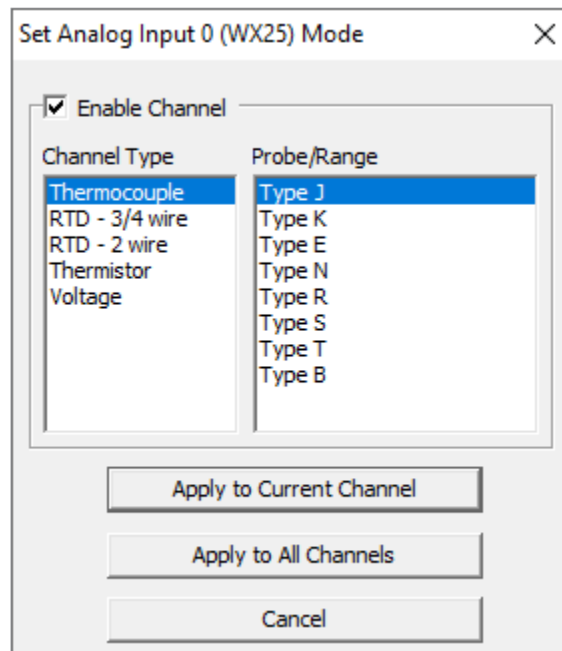 Set Analog Input 0 (WX25) Mode
Enable Channel
Channel Type
Thermocouple
RTD - 3/4 wire
RTD - 2 wire
Thermistor
Voltage
Probe/Range
Type J
Type K
Type E
Type N
Type R
Type S
Type T
Type B
Apply to Current Channel
Apply to All Channels
Cancel